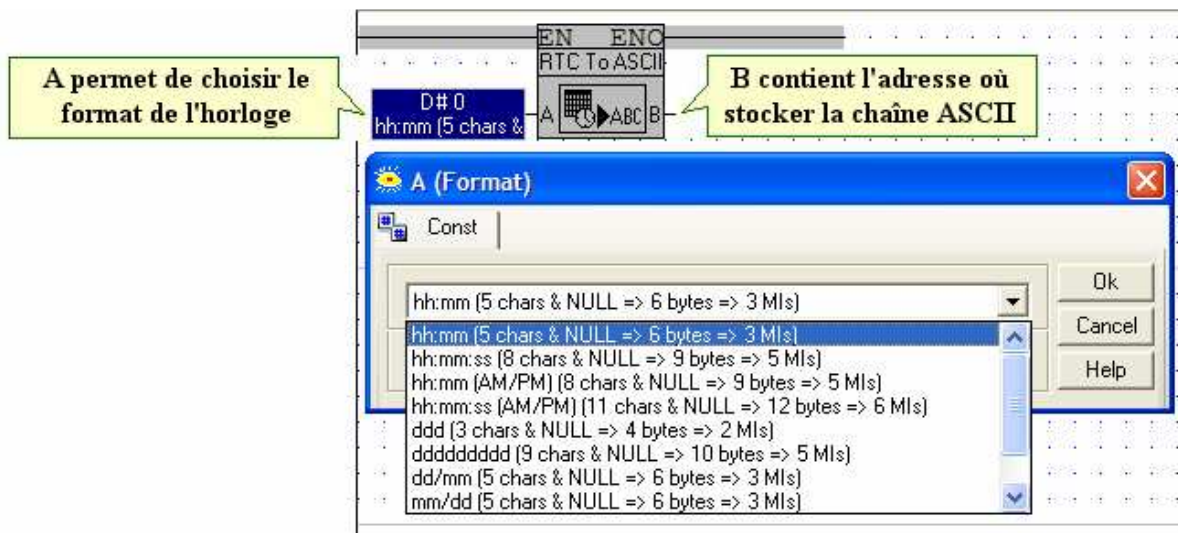 EN ENO
RTC To ASCII
A permet de choisir le
format de l'horloge
D# 0
hh:mm (5 chars &
A
ABC
B
B contient l'adresse où
stocker la chaîne ASCII
A (Format)
Const
hh:mm (5 chars & NULL => 6 bytes => 3 MIs)
Ok
Cancel
Help
hh:mm (5 chars & NULL => 6 bytes => 3 MIs)
hh:mm:ss (8 chars & NULL => 9 bytes => 5 MIs)
hh:mm (AM/PM) (8 chars & NULL => 9 bytes => 5 MIs)
hh:mm:ss (AM/PM) (11 chars & NULL => 12 bytes => 6 MIs)
ddd (3 chars & NULL => 4 bytes => 2 MIs)
ddddddddd (9 chars & NULL => 10 bytes => 5 MIs)
dd/mm (5 chars & NULL => 6 bytes => 3 MIs)
mm/dd (5 chars & NULL => 6 bytes => 3 MIs)